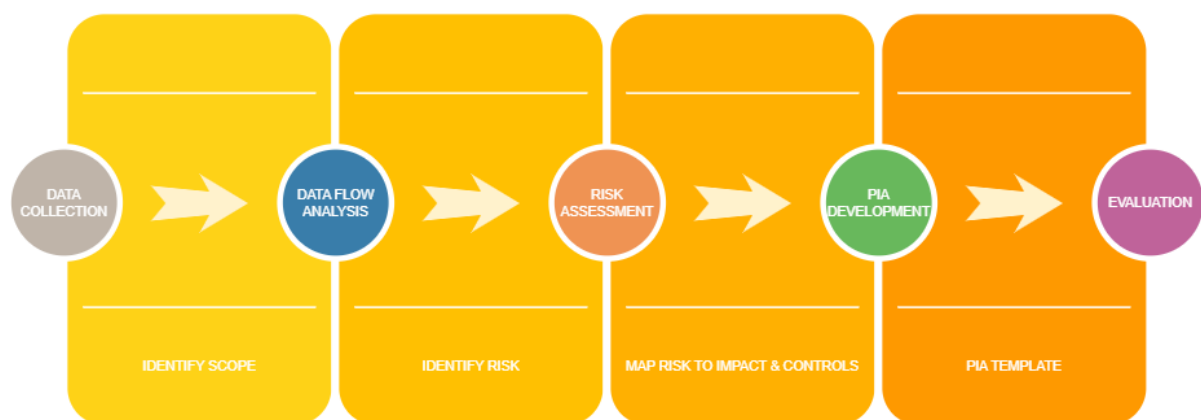 DATA
COLLECTION
DATA FLOW
ANALYSIS
RISK
ASSESSMENT
PIA
DEVELOPMENT
EVALUATION
IDENTIFY SCOPE
IDENTIFY RISK
MAP RISK TO IMPACT & CONTROLS
PIA TEMPLATE